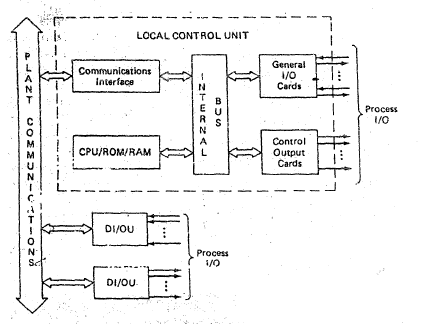 LOCAL CONTROL UNIT
PLANT COMMUNICATIONS
Communications
Interface
INTERNAL
BUS
General
I/O
Cards
Process
I/O
CPU/ROM/RAM
Control
Output
Cards
DI/OU
Process
I/O
DI/OU